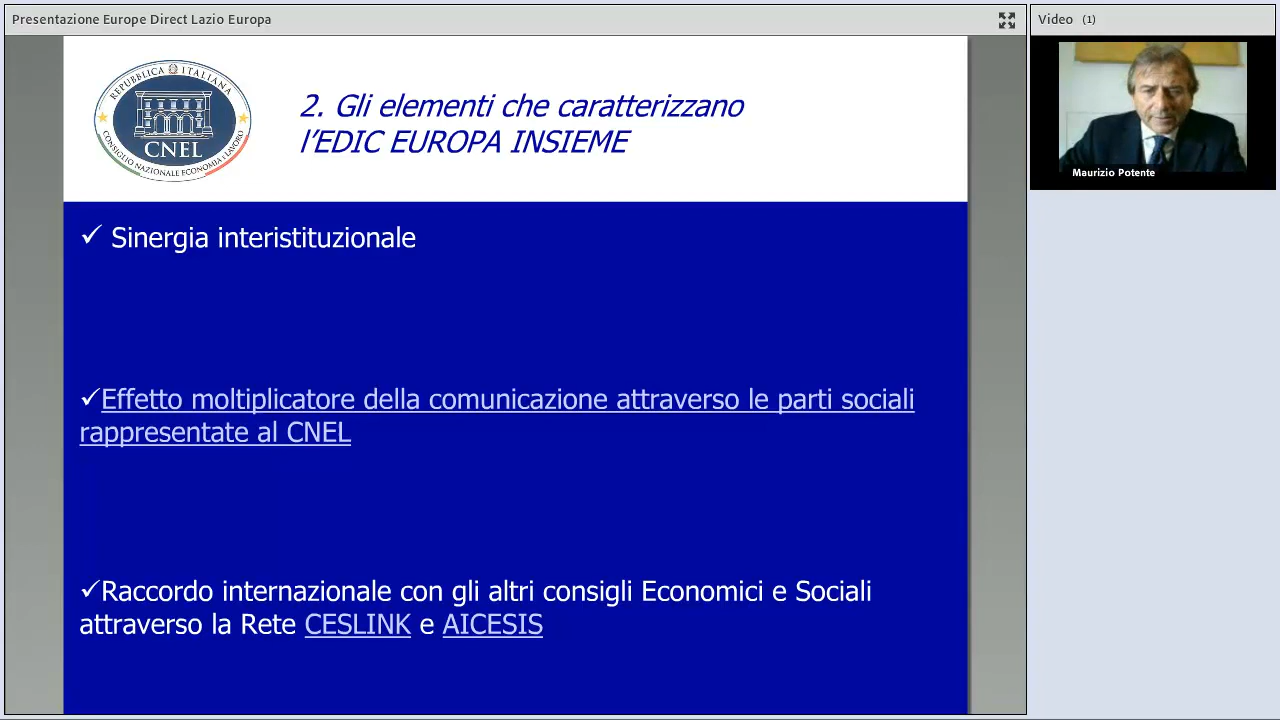 Presentazione Europe Direct Lazio Europa
Video (1)
REPUBBLICA ITALIANA
CNEL
CONSIGLIO NAZIONALE ECONOMIA E LAVORO
2. Gli elementi che caratterizzano
l'EDIC EUROPA INSIEME
Maurizio Potente
✓ Sinergia interistituzionale
✓Effetto moltiplicatore della comunicazione attraverso le parti sociali
rappresentate al CNEL
✓Raccordo internazionale con gli altri consigli Economici e Sociali
attraverso la Rete CESLINK e AICESIS